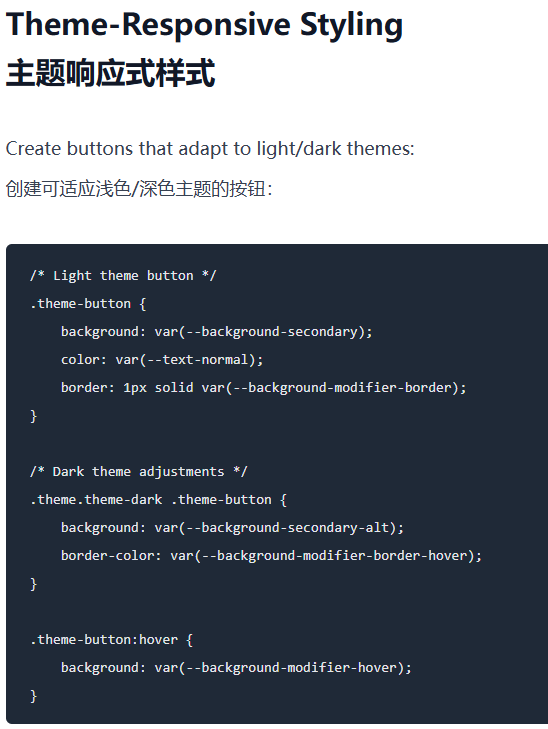 Theme-Responsive Styling
主题响应式样式
Create buttons that adapt to light/dark themes:
创建可适应浅色/深色主题的按钮：
/* Light theme button */
.theme-button {
    background: var(--background-secondary);
    color: var(--text-normal);
    border: 1px solid var(--background-modifier-border);
}
/* Dark theme adjustments */
.theme.theme-dark .theme-button {
    background: var(--background-secondary-alt);
    border-color: var(--background-modifier-border-hover);
}
.theme-button:hover {
    background: var(--background-modifier-hover);
}